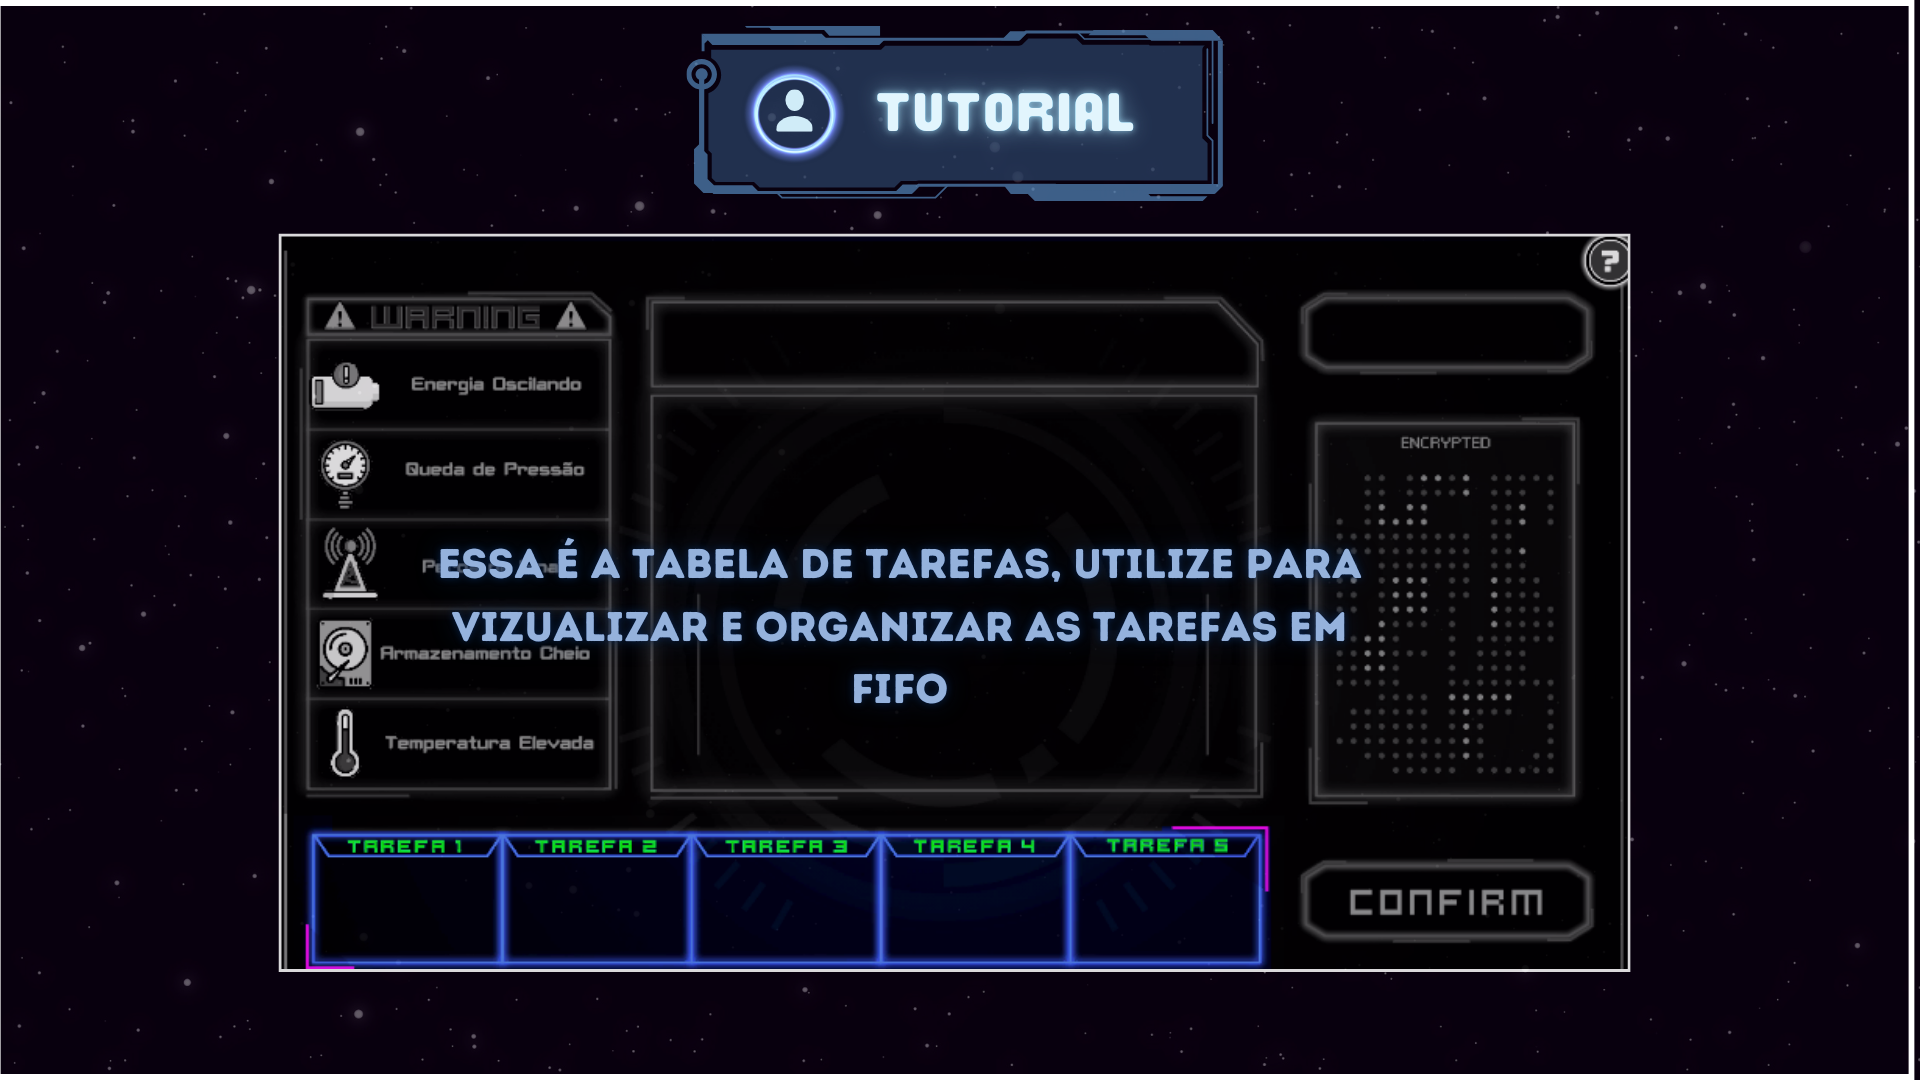 TUTORIAL
?
WARNING
Energia Oscilando
Queda de Pressão
ESSA É A TABELA DE TAREFAS, UTILIZE PARA
VIZUALIZAR E ORGANIZAR AS TAREFAS EM
FIFO
Armazenamento Cheio
Temperatura Elevada
ENCRYPTED
TAREFA 1
TAREFA 2
TAREFA 3
TAREFA 4
TAREFA 5
CONFIRM